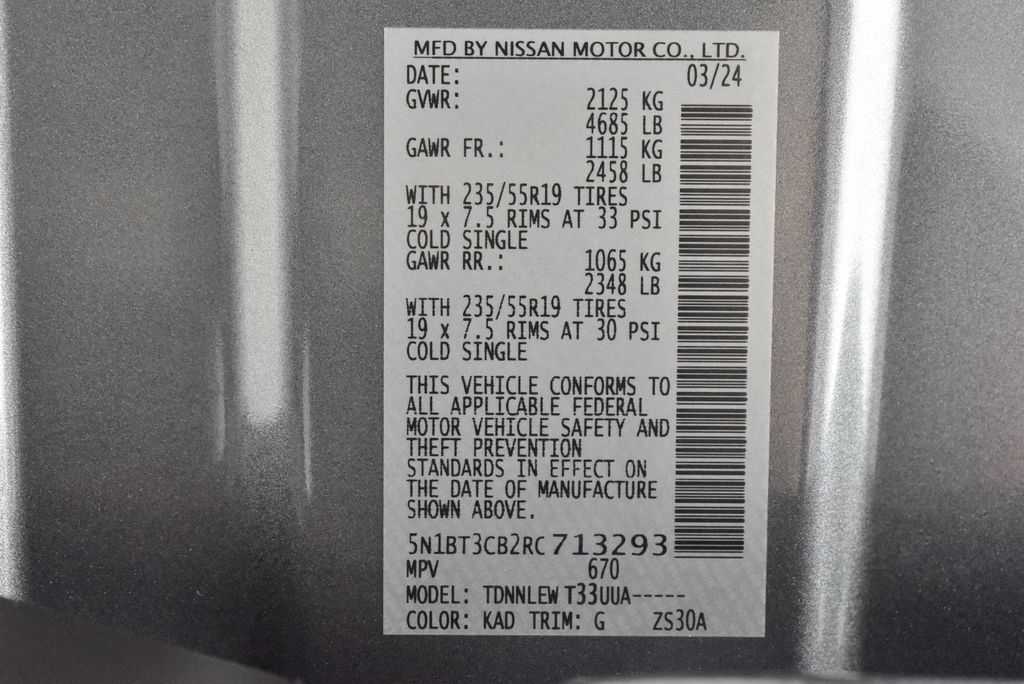 MFD BY NISSAN MOTOR CO., LTD.
DATE: 03/24
GVWR: 2125 KG
4685 LB
GAWR FR.: 1115 KG
2458 LB
WITH 235/55R19 TIRES
19 x 7.5 RIMS AT 33 PSI
COLD SINGLE
GAWR RR.: 1065 KG
2348 LB
WITH 235/55R19 TIRES
19 x 7.5 RIMS AT 30 PSI
COLD SINGLE
THIS VEHICLE CONFORMS TO
ALL APPLICABLE FEDERAL
MOTOR VEHICLE SAFETY AND
THEFT PREVENTION
STANDARDS IN EFFECT ON
THE DATE OF MANUFACTURE
SHOWN ABOVE.
5N1BT3CB2RC713293
MPV 670
MODEL: TDNNLEW T33UUA-----
COLOR: KAD TRIM: G ZS30A